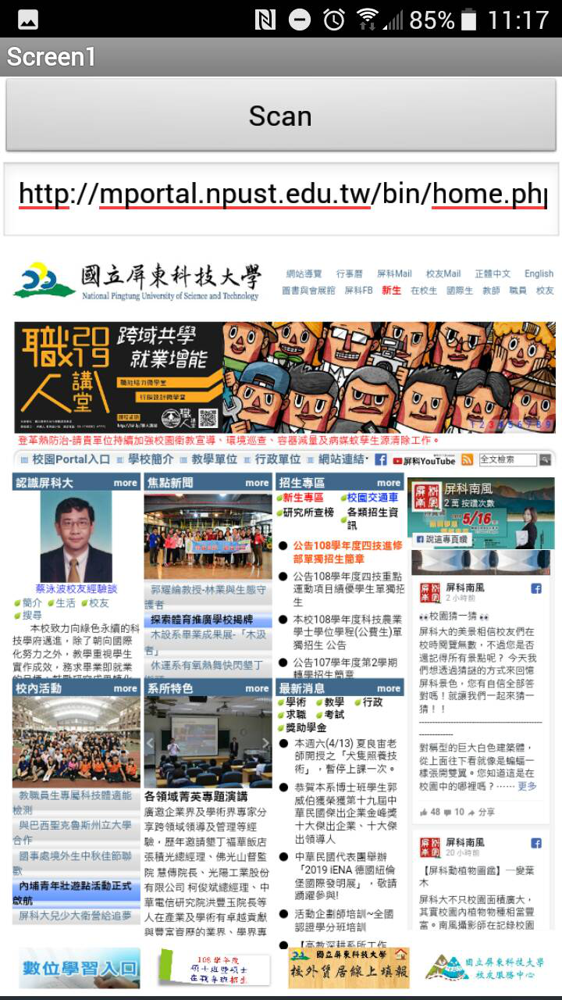 85% 11:17
Screen1
Scan
http://mportal.npust.edu.tw/bin/home.php
國立屏東科技大學
National Pingtung University of Science and Technology
網站導覽 行事曆 屏科Mail 校友Mail 正體中文 English
圖書與會展館 屏科FB 新生 在校生 國際生 教師 職員 校友
職人講堂
跨域共學
就業增能
職能培力微學堂
行銷設計微學堂
職人
1 2 3 4 5 6 7 8 9
登革熱防治-請貴單位持續加強校園衛教宣導、環境巡查、容器減量及病媒蚊孳生源清除工作。
校園Portal入口 學校簡介 教學單位 行政單位 網站連結 屏科YouTube 全文檢索
認識屏科大 more
蔡泳波校友經驗談
簡介 生活 校友
搜尋
本校致力向綠色永續的科
技學府邁進，除了朝向國際
化努力之外，教學重視學生
實作成效，務求畢業即就業
焦點新聞 more
郭耀綸教授-林業與生態守
護者
探索體育推廣學校揭牌
木設系畢業成果展-「木汲
者」
休運系有氧熱舞快閃墾丁
招生專區 more
新生專區 校園交通車
研究所查榜 各類招生資
訊
公告108學年度四技進修
部單獨招生簡章
公告108學年度四技重點
運動項目績優學生單獨招
生
本校108學年度科技農業
學士學位學程(公費生)單
獨招生 公告
公告107學年度第2學期
轉學招生簡章
屏科南風
2 萬 按讚次數
5/16
說這專頁讚
屏科南風
2 小時前
校園猜一猜
屏科大的美景相信校友們在
校時閱覽無數，不過您是否
還記得所有景點呢？ 今天我
們想透過猜謎的方式來回憶
屏科景色，您有自信全部答
對嗎！就讓我們一起來猜一
猜！！
對稱型的巨大白色建築體，
從上面往下看就像是蝙蝠一
樣張開雙翼。您知道這是在
校園中的哪裡嗎？⋯⋯ 更多
48 10 分享
屏科南風
20 小時前
【屏科動植物圖鑑】─變葉
木
屏科大不只校園面積廣大，
其實校園內植物物種相當豐
富。南風攝影師在記錄校園
校內活動 more
教職員生專屬科技體適能
檢測
與巴西聖克魯斯州立大學
合作
國事處境外生中秋佳節聯
歡
內埔青年壯遊點活動正式
啟航
屏科大兒少大衛營給追夢
系所特色 more
各領域菁英專題演講
廣邀企業界及學術界專家分
享跨域領域領導及管理等經
驗，歷年邀請墾丁福華飯店
張積光總經理、佛光山督監
院 慧傳院長、光陽工業股份
有限公司 柯俊斌總經理、中
華電信研究院洪豐玉院長等
人在產業及學術有卓越貢獻
與豐富資歷的業界、學界專
最新消息 more
學術 教學 行政
求職 考試
獎助學金
本週六(4/13) 夏良宙老
師開授之「犬隻照養技
術」，暫停上課一次。
恭賀本系博士班學生郭
威伯獲榮獲第十九屆中
華民國傑出企業金峰獎
十大傑出企業、十大傑
出領導人
中華民國代表團舉辦
「2019 iENA 德國紐倫
堡國際發明展」，敬請
踴躍參與!
活動企劃師培訓~全國
認證學分班培訓
【高教深耕系所工作
數位學習入口
108 學年度
碩士班暨碩士
在職專班招生
國立屏東科技大學
校外賃居線上填報
國立屏東科技大學
校友服務中心